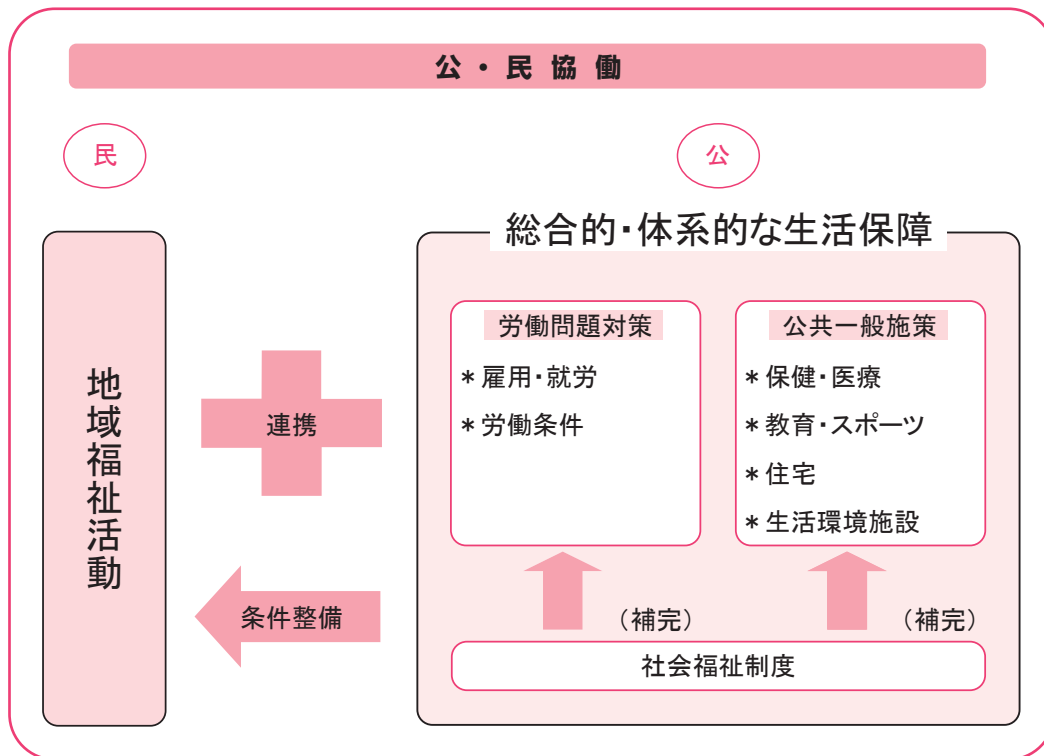 公・民協働
民
公
地域福祉活動
連携
条件整備
総合的・体系的な生活保障
労働問題対策
＊雇用・就労
＊労働条件
公共一般施策
＊保健・医療
＊教育・スポーツ
＊住宅
＊生活環境施設
（補完）
（補完）
社会福祉制度